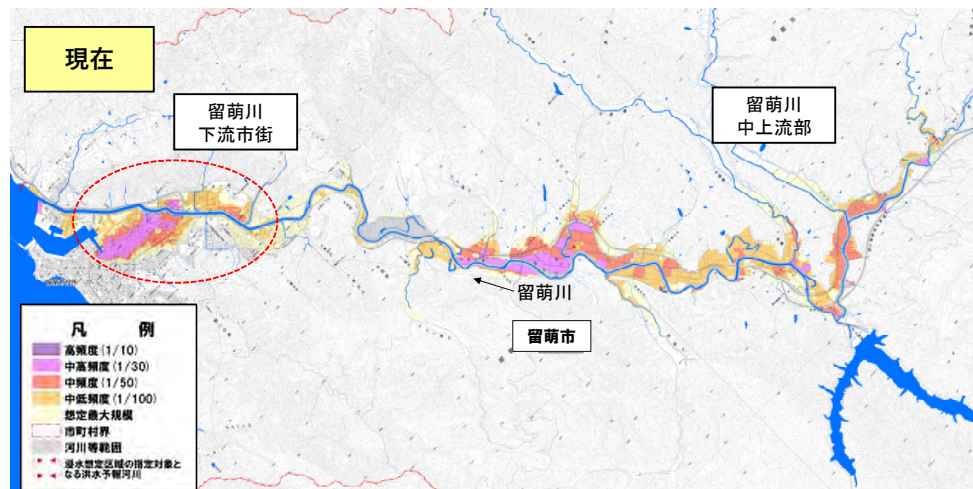 現在
留萌川
下流市街
留萌川
中上流部
留萌川
留萌市
凡 例
高頻度(1/10)
中高頻度(1/30)
中頻度(1/50)
中低頻度(1/100)
想定最大規模
市町村界
河川等範囲
浸水想定区域の指定対象と
なる洪水予報河川